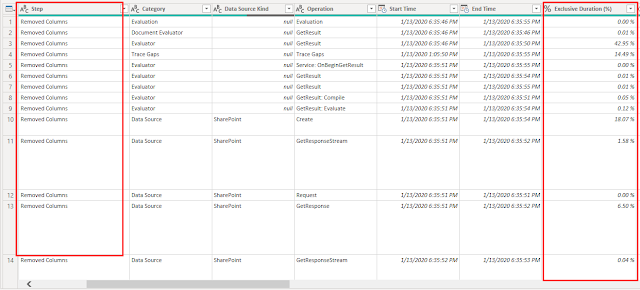 Step Category Data Source Kind Operation Start Time End Time Exclusive Duration (%)
1 Removed Columns Evaluation null Evaluation 1/13/2020 6:35:46 PM 1/13/2020 6:35:55 PM 0.00 %
2 Removed Columns Document Evaluator null GetResult 1/13/2020 6:35:46 PM 1/13/2020 6:35:46 PM 0.01 %
3 Removed Columns Evaluator null GetResult 1/13/2020 6:35:46 PM 1/13/2020 6:35:50 PM 42.95 %
4 Removed Columns Trace Gaps null Trace Gaps 1/13/2020 1:05:50 PM 1/13/2020 6:35:55 PM 14.49 %
5 Removed Columns Evaluator null Service: OnBeginGetResult 1/13/2020 6:35:51 PM 1/13/2020 6:35:55 PM 0.00 %
6 Removed Columns Evaluator null GetResult 1/13/2020 6:35:51 PM 1/13/2020 6:35:54 PM 0.01 %
7 Removed Columns Evaluator null GetResult 1/13/2020 6:35:51 PM 1/13/2020 6:35:55 PM 0.01 %
8 Removed Columns Evaluator null GetResult: Compile 1/13/2020 6:35:51 PM 1/13/2020 6:35:51 PM 0.05 %
9 Removed Columns Evaluator null GetResult: Evaluate 1/13/2020 6:35:51 PM 1/13/2020 6:35:54 PM 0.12 %
10 Removed Columns Data Source SharePoint Create 1/13/2020 6:35:51 PM 1/13/2020 6:35:54 PM 18.07 %
11 Removed Columns Data Source SharePoint GetResponseStream 1/13/2020 6:35:51 PM 1/13/2020 6:35:52 PM 1.58 %
12 Removed Columns Data Source SharePoint Request 1/13/2020 6:35:51 PM 1/13/2020 6:35:51 PM 0.00 %
13 Removed Columns Data Source SharePoint GetResponse 1/13/2020 6:35:51 PM 1/13/2020 6:35:52 PM 6.50 %
14 Removed Columns Data Source SharePoint GetResponseStream 1/13/2020 6:35:52 PM 1/13/2020 6:35:53 PM 0.04 %